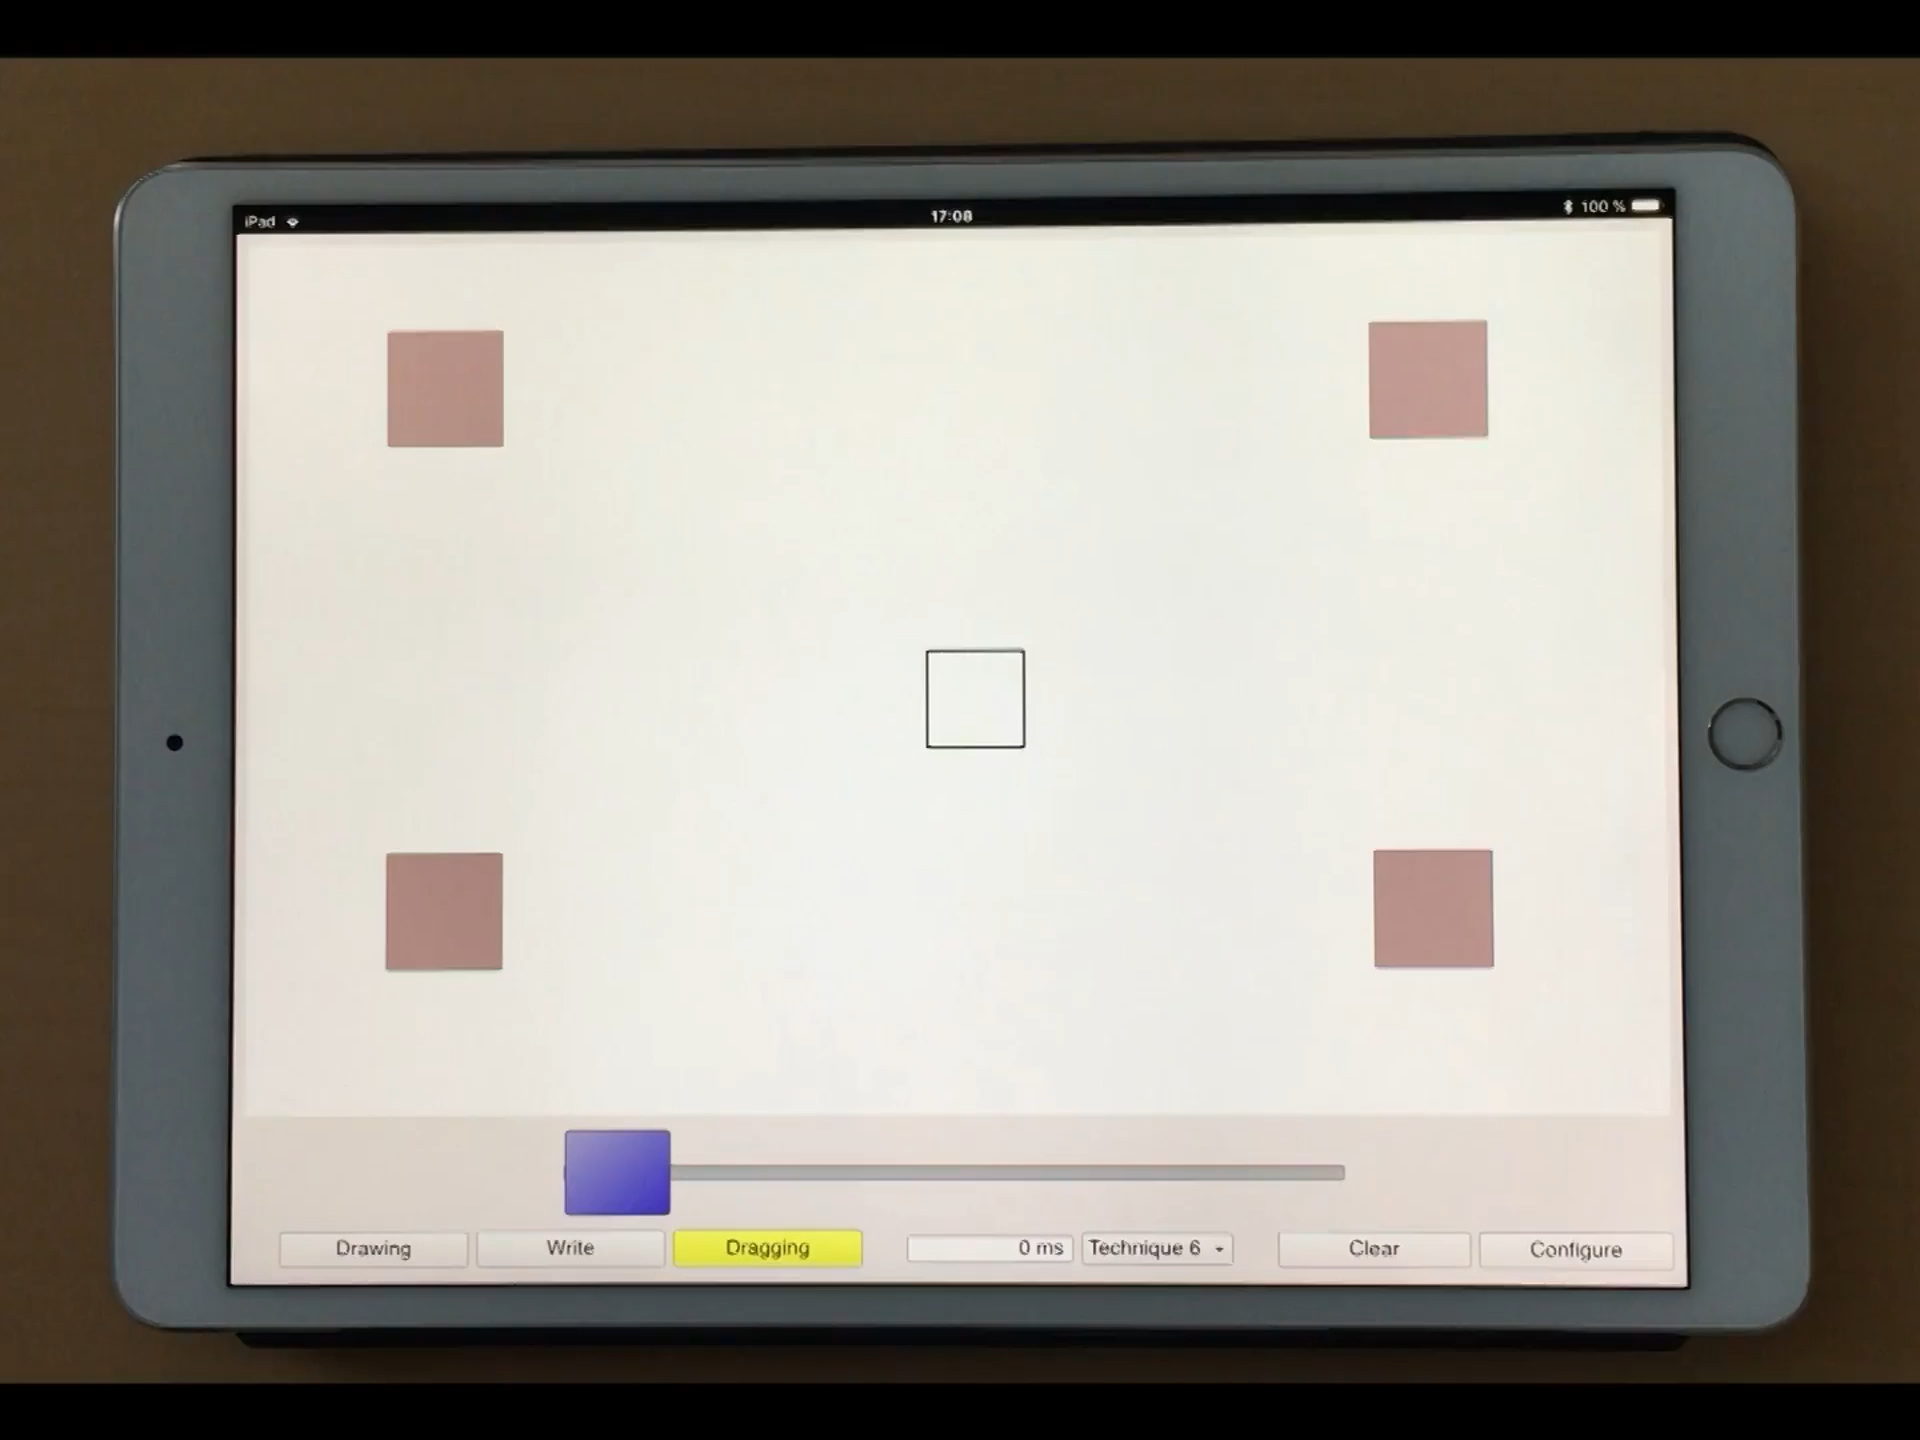 iPad 17:08 100 %
Drawing Write Dragging 0 ms Technique 6 Clear Configure